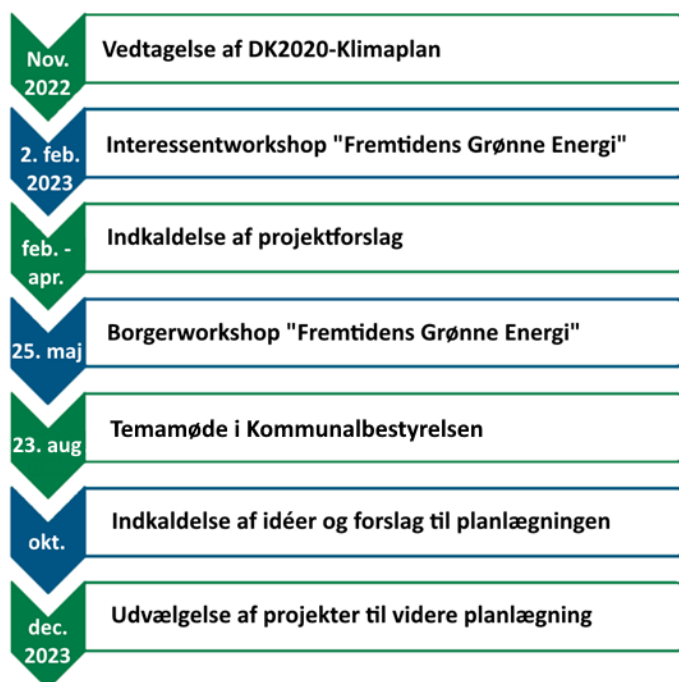 Nov.
2022
Vedtagelse af DK2020-Klimaplan
2. feb.
2023
Interessentworkshop "Fremtidens Grønne Energi"
feb. -
apr.
Indkaldelse af projektforslag
25. maj
Borgerworkshop "Fremtidens Grønne Energi"
23. aug
Temamøde i Kommunalbestyrelsen
okt.
Indkaldelse af idéer og forslag til planlægningen
dec.
2023
Udvælgelse af projekter til videre planlægning